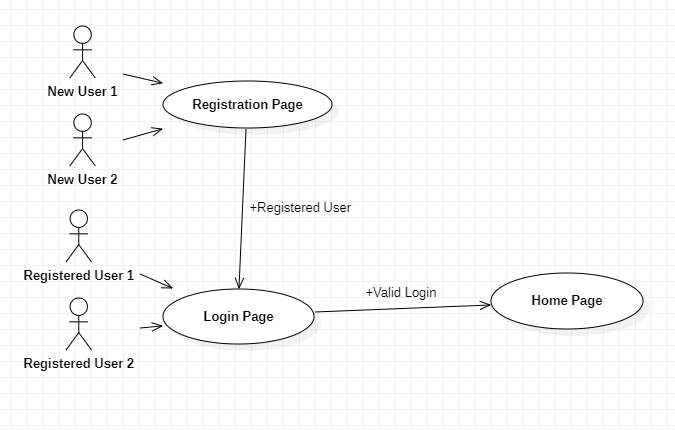 New User 1
Registration Page
New User 2
+Registered User
Registered User 1
+Valid Login
Home Page
Login Page
Registered User 2